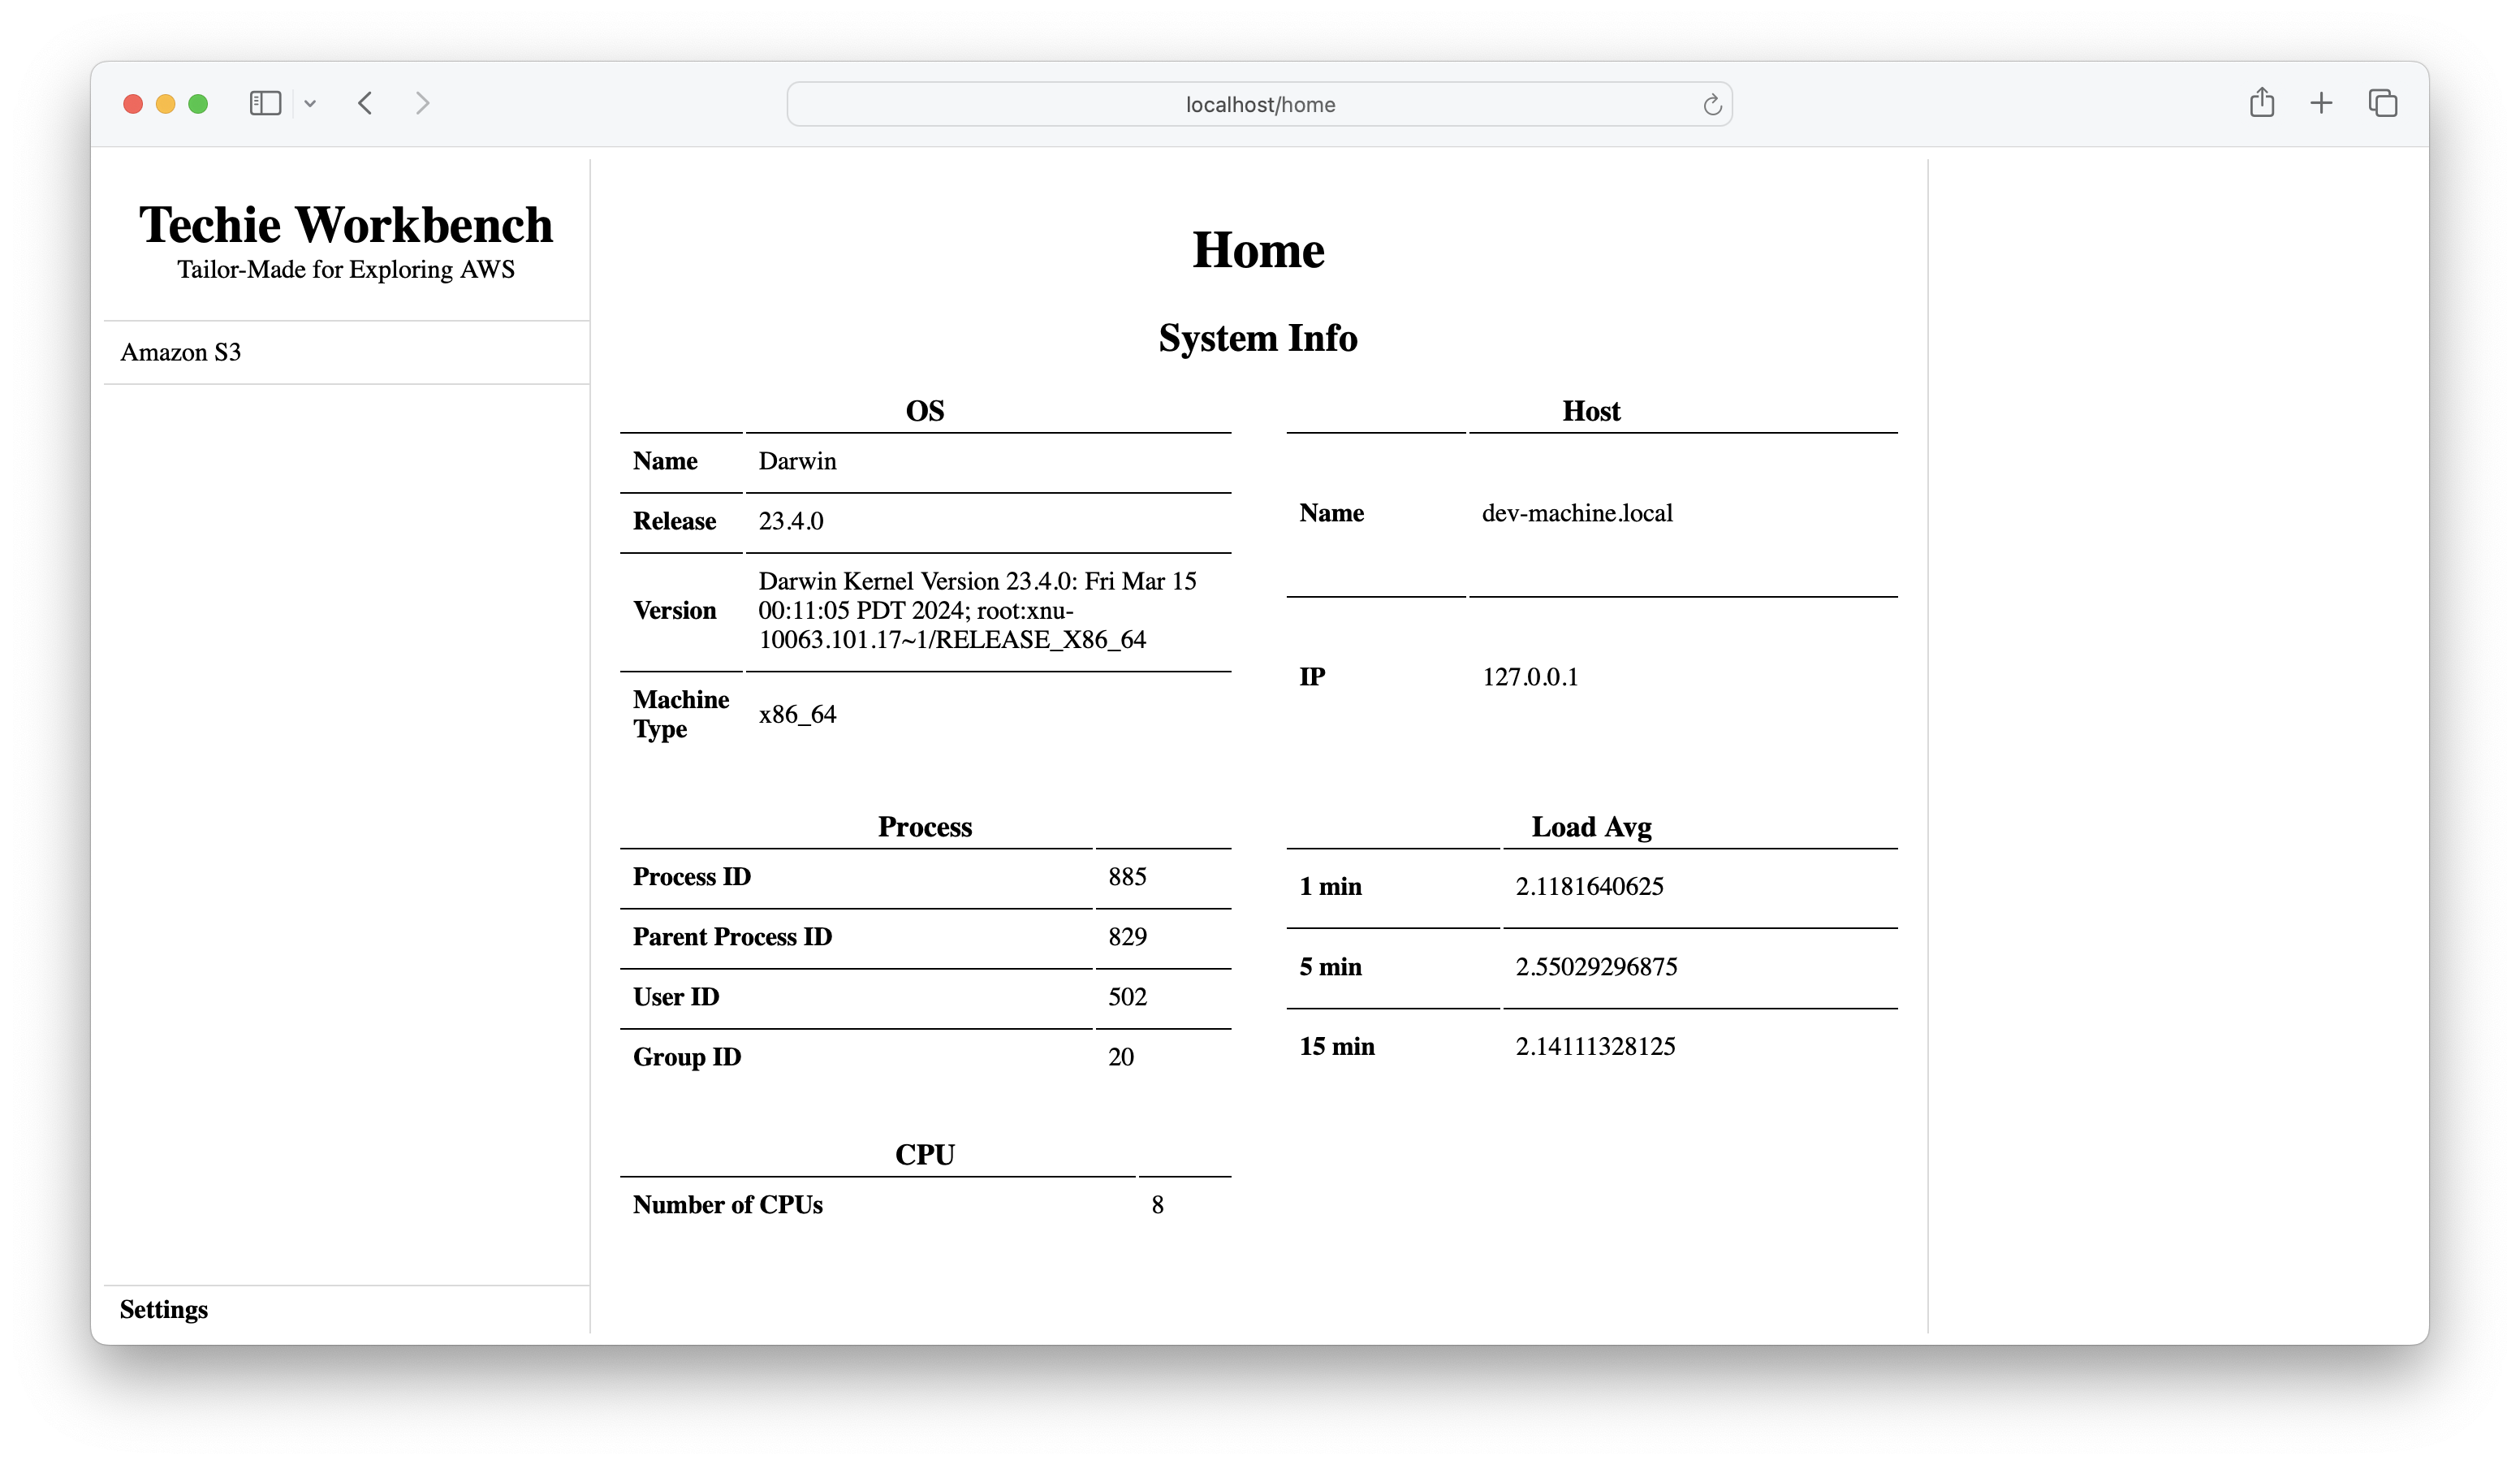 localhost/home
Techie Workbench
Tailor-Made for Exploring AWS
Amazon S3
Settings
Home
System Info
OS
Name Darwin
Release 23.4.0
Version Darwin Kernel Version 23.4.0: Fri Mar 15
00:11:05 PDT 2024; root:xnu-
10063.101.17~1/RELEASE_X86_64
Machine
Type x86_64
Host
Name dev-machine.local
IP 127.0.0.1
Process
Process ID 885
Parent Process ID 829
User ID 502
Group ID 20
Load Avg
1 min 2.1181640625
5 min 2.55029296875
15 min 2.14111328125
CPU
Number of CPUs 8